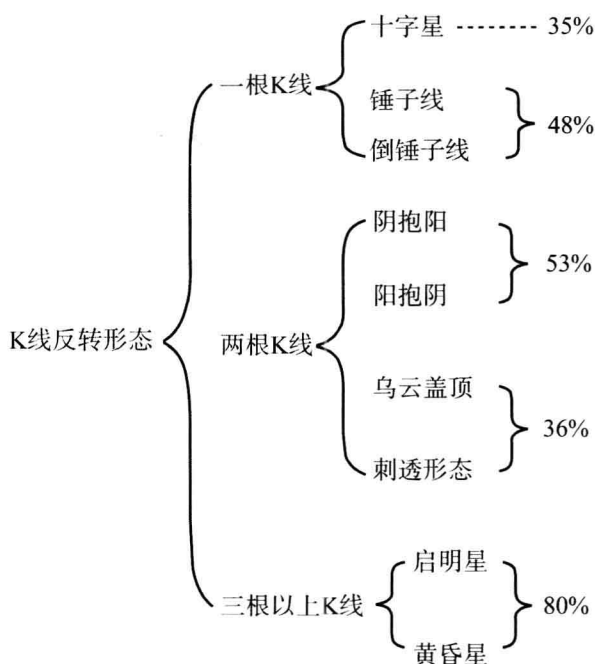 十字星 35%
一根K线
锤子线
48%
倒锤子线
阴抱阳
53%
阳抱阴
K线反转形态
两根K线
乌云盖顶
36%
刺透形态
启明星
三根以上K线
80%
黄昏星